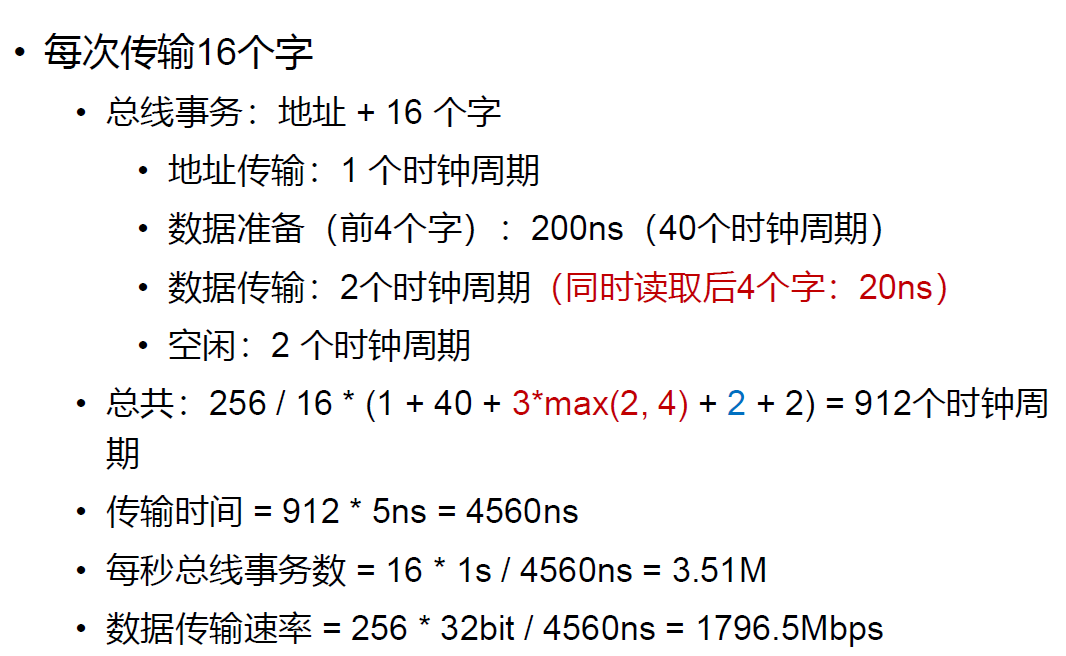 • 每次传输16个字
• 总线事务：地址 + 16 个字
• 地址传输：1 个时钟周期
• 数据准备（前4个字）：200ns（40个时钟周期）
• 数据传输：2个时钟周期（同时读取后4个字：20ns）
• 空闲：2 个时钟周期
• 总共：256 / 16 * (1 + 40 + 3*max(2, 4) + 2 + 2) = 912个时钟周
期
• 传输时间 = 912 * 5ns = 4560ns
• 每秒总线事务数 = 16 * 1s / 4560ns = 3.51M
• 数据传输速率 = 256 * 32bit / 4560ns = 1796.5Mbps